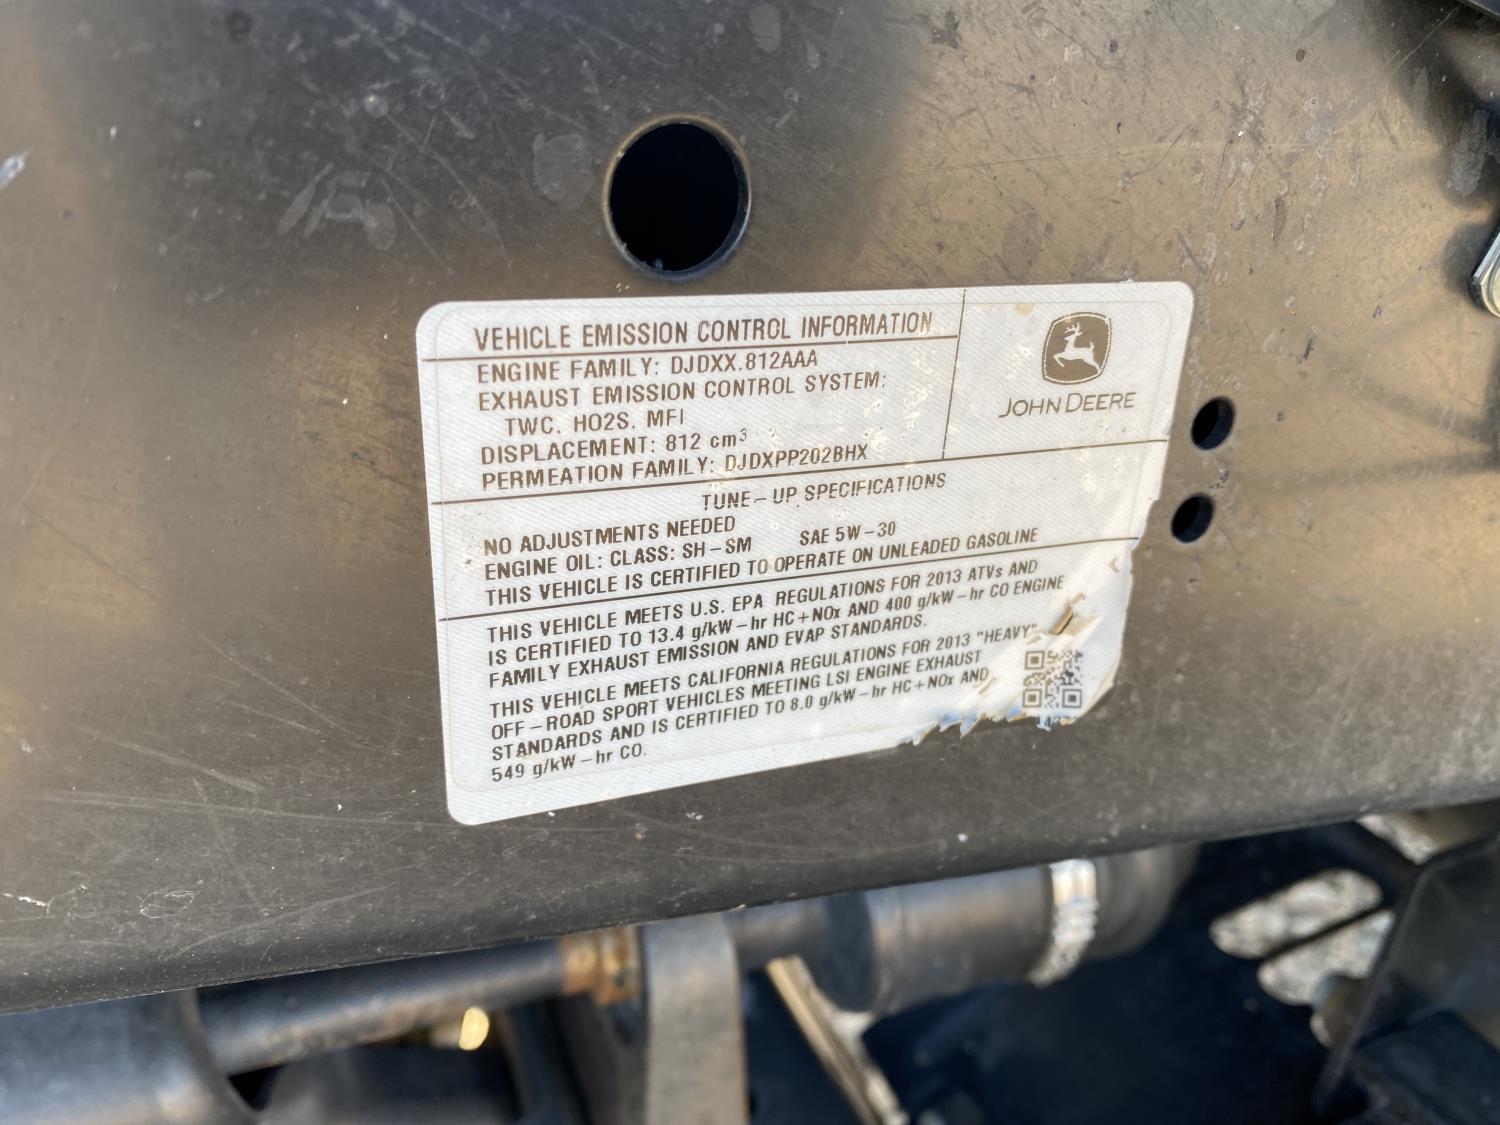 VEHICLE EMISSION CONTROL INFORMATION
ENGINE FAMILY: DJDXX.812AAA
EXHAUST EMISSION CONTROL SYSTEM:
TWC, HO2S, MFI
DISPLACEMENT: 812 cm³
PERMEATION FAMILY: DJDXPP202BHX
JOHN DEERE
TUNE-UP SPECIFICATIONS
NO ADJUSTMENTS NEEDED
ENGINE OIL: CLASS: SH-SM SAE 5W-30
THIS VEHICLE IS CERTIFIED TO OPERATE ON UNLEADED GASOLINE
THIS VEHICLE MEETS U.S. EPA REGULATIONS FOR 2013 ATVs AND
IS CERTIFIED TO 13.4 g/kW-hr HC+NOx AND 400 g/kW-hr CO ENGINE
FAMILY EXHAUST EMISSION AND EVAP STANDARDS.
THIS VEHICLE MEETS CALIFORNIA REGULATIONS FOR 2013 "HEAVY"
OFF-ROAD SPORT VEHICLES MEETING LSI ENGINE EXHAUST
STANDARDS AND IS CERTIFIED TO 8.0 g/kW-hr HC+NOx AND
549 g/kW-hr CO.